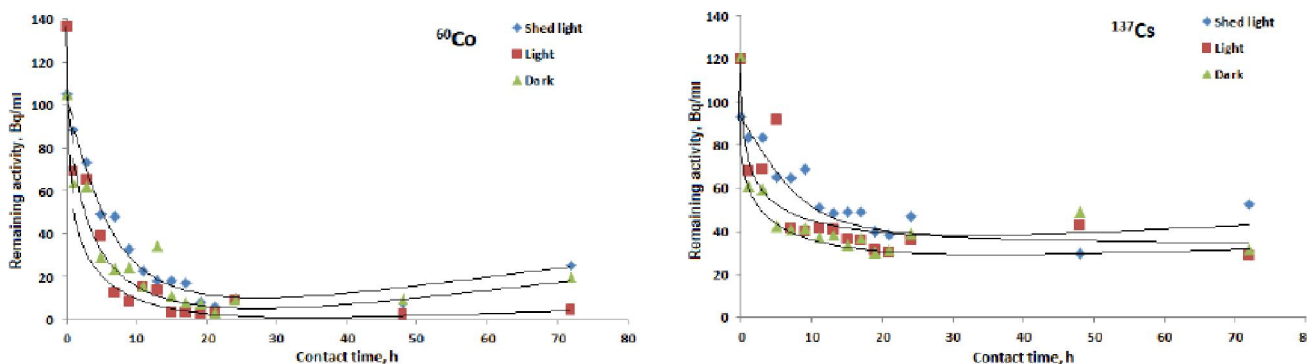 140
120
100
80
60
40
20
0
Remaining activity, Bq/ml
0 10 20 30 40 50 60 70 80
Contact time, h
⁶⁰Co
Shed light
Light
Dark
140
120
100
80
60
40
20
0
Remaining activity, Bq/ml
0 10 20 30 40 50 60 70 80
Contact time, h
¹³⁷Cs
Shed light
Light
Dark